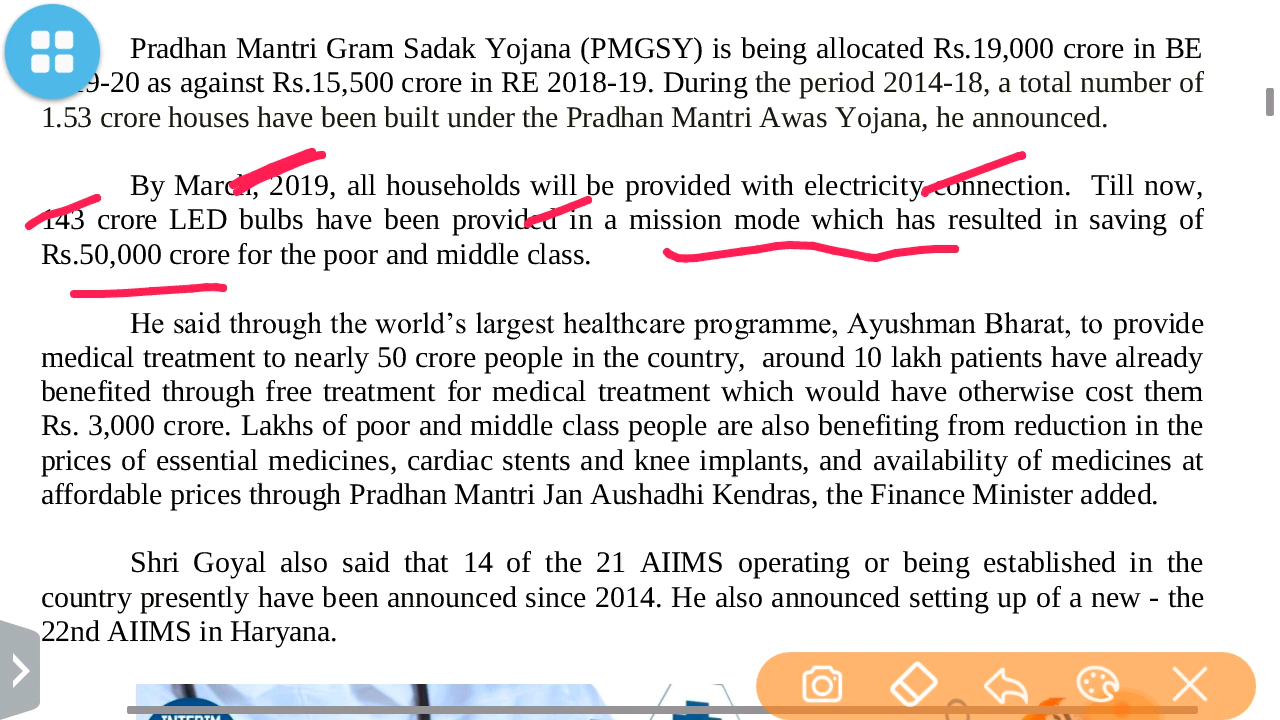 Pradhan Mantri Gram Sadak Yojana (PMGSY) is being allocated Rs.19,000 crore in BE
9-20 as against Rs.15,500 crore in RE 2018-19. During the period 2014-18, a total number of
1.53 crore houses have been built under the Pradhan Mantri Awas Yojana, he announced.
By March, 2019, all households will be provided with electricity connection. Till now,
143 crore LED bulbs have been provided in a mission mode which has resulted in saving of
Rs.50,000 crore for the poor and middle class.
He said through the world's largest healthcare programme, Ayushman Bharat, to provide
medical treatment to nearly 50 crore people in the country, around 10 lakh patients have already
benefited through free treatment for medical treatment which would have otherwise cost them
Rs. 3,000 crore. Lakhs of poor and middle class people are also benefiting from reduction in the
prices of essential medicines, cardiac stents and knee implants, and availability of medicines at
affordable prices through Pradhan Mantri Jan Aushadhi Kendras, the Finance Minister added.
Shri Goyal also said that 14 of the 21 AIIMS operating or being established in the
country presently have been announced since 2014. He also announced setting up of a new - the
22nd AIIMS in Haryana.
INTERIM